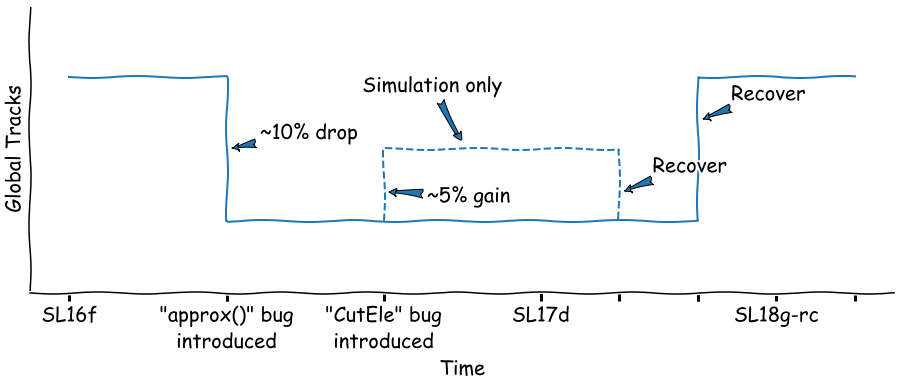 Simulation only
Recover
~10% drop
Recover
~5% gain
Global Tracks
SL16f
"approx()" bug
introduced
"CutEle" bug
introduced
SL17d
SL18g-rc
Time